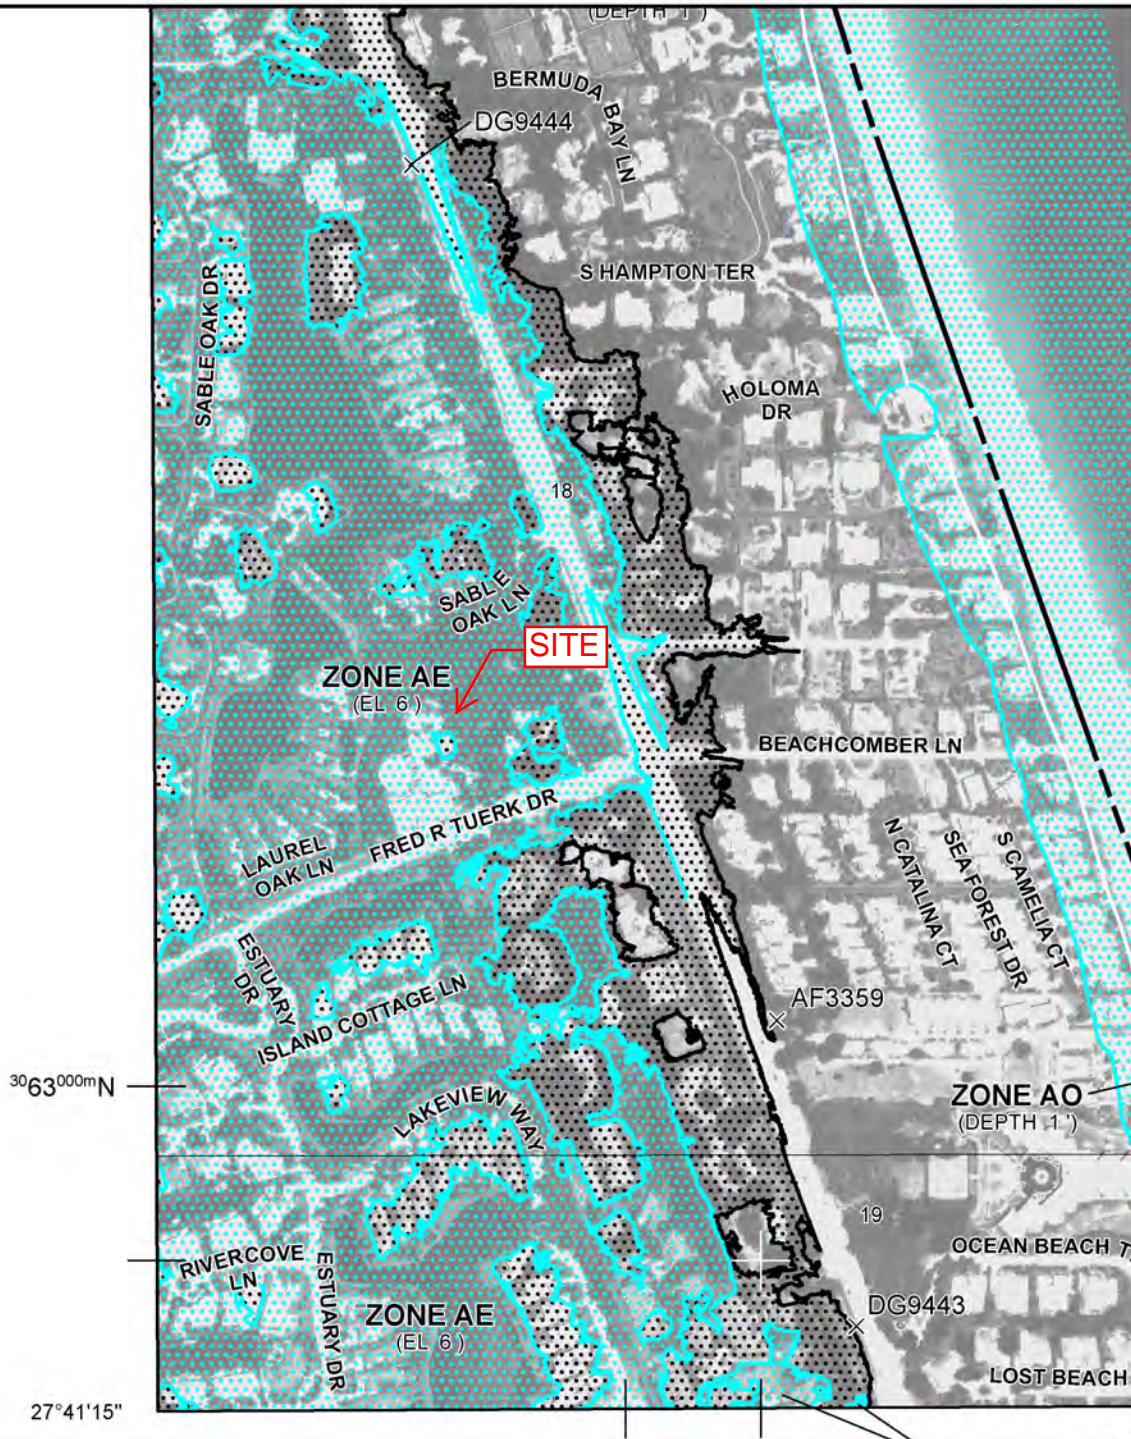 (DEPTH 1')
BERMUDA
BAY LN
DG9444
S HAMPTON TER
SABLE OAK DR
HOLOMA
DR
18
SABLE
OAK LN
SITE
ZONE AE
(EL 6)
BEACHCOMBER LN
FRED R TUERK DR
LAUREL
OAK LN
N CATALINA CT
SEA FOREST DR
S CAMELIA CT
ESTUARY
DR
ISLAND COTTAGE LN
AF3359
3063000mN
ZONE AO
(DEPTH 1')
LAKEVIEW WAY
19
RIVERCOVE
LN
ESTUARY DR
OCEAN BEACH
ZONE AE
(EL 6)
DG9443
LOST BEACH
27°41'15"